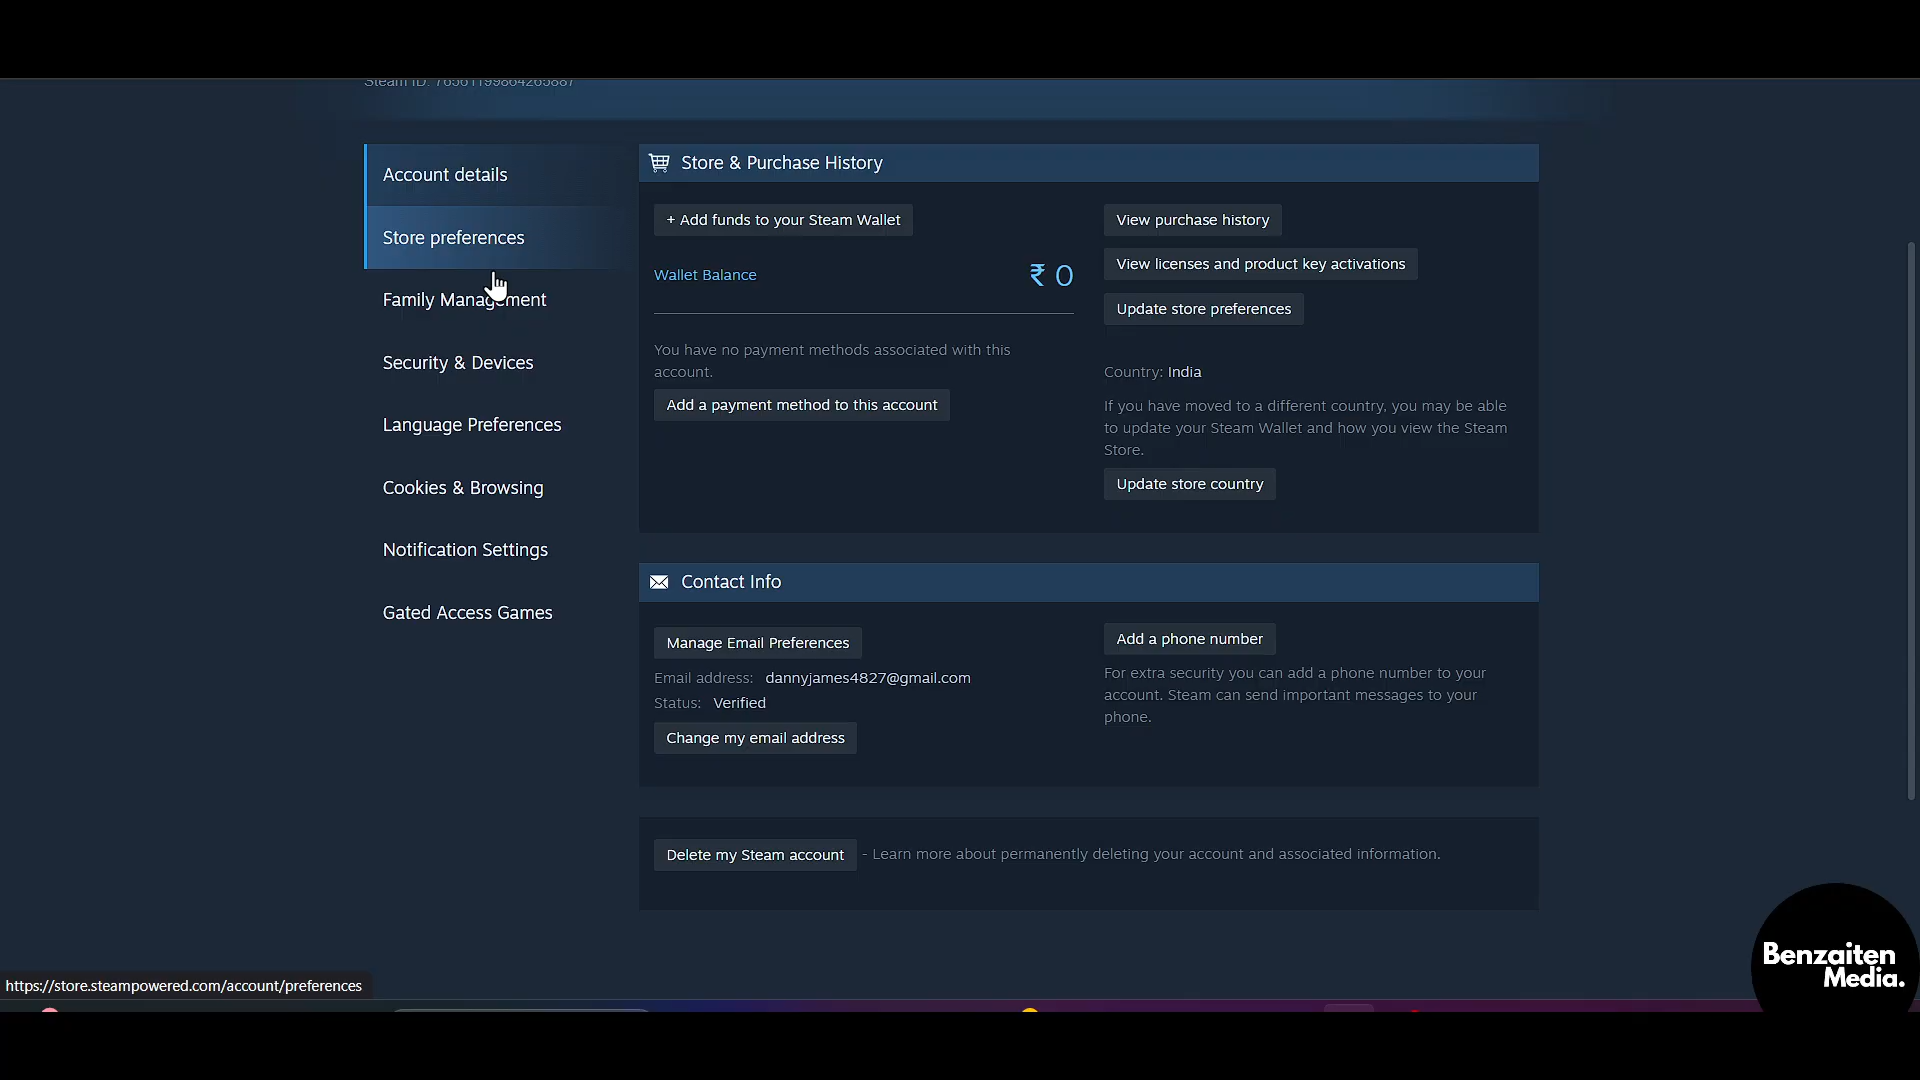 Steam ID: 76561199864265887
Account details
Store preferences
Family Management
Security & Devices
Language Preferences
Cookies & Browsing
Notification Settings
Gated Access Games
Store & Purchase History
+ Add funds to your Steam Wallet
Wallet Balance
₹ 0
You have no payment methods associated with this
account.
Add a payment method to this account
View purchase history
View licenses and product key activations
Update store preferences
Country: India
If you have moved to a different country, you may be able
to update your Steam Wallet and how you view the Steam
Store.
Update store country
Contact Info
Manage Email Preferences
Email address: dannyjames4827@gmail.com
Status: Verified
Change my email address
Add a phone number
For extra security you can add a phone number to your
account. Steam can send important messages to your
phone.
Delete my Steam account - Learn more about permanently deleting your account and associated information.
https://store.steampowered.com/account/preferences
Benzaiten
Media.